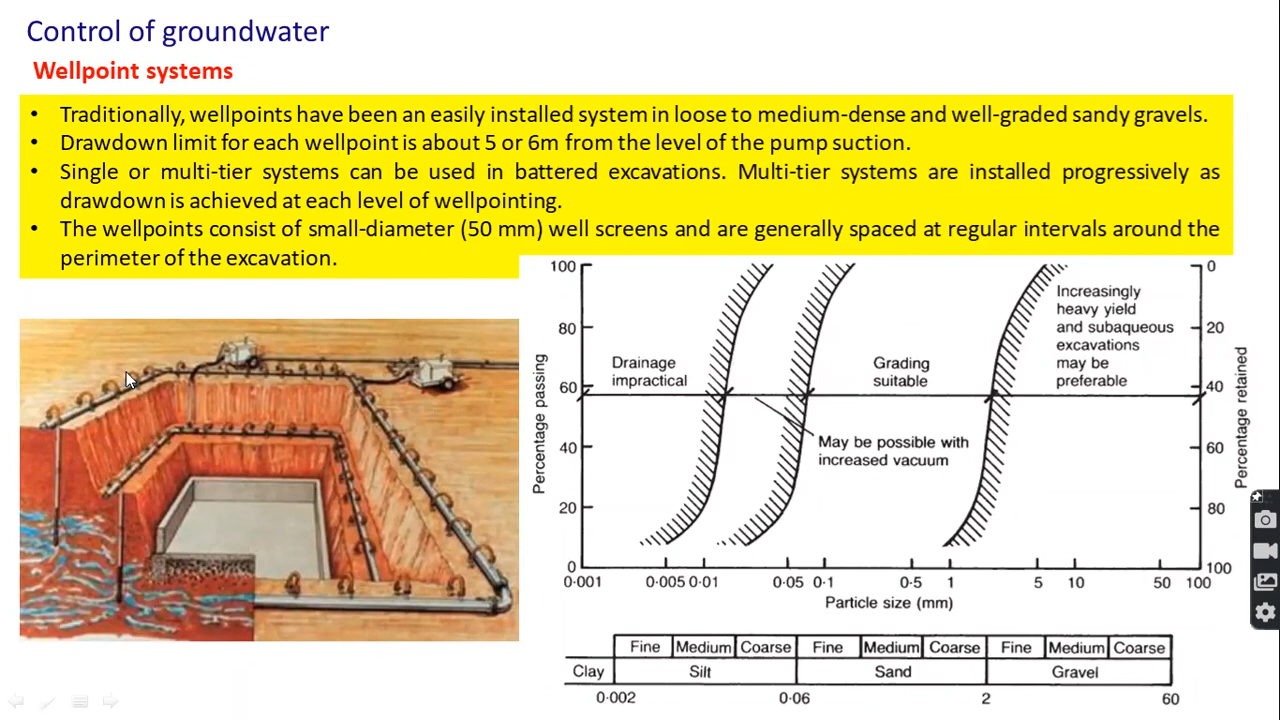 Control of groundwater
Wellpoint systems
• Traditionally, wellpoints have been an easily installed system in loose to medium-dense and well-graded sandy gravels.
• Drawdown limit for each wellpoint is about 5 or 6m from the level of the pump suction.
• Single or multi-tier systems can be used in battered excavations. Multi-tier systems are installed progressively as
drawdown is achieved at each level of wellpointing.
• The wellpoints consist of small-diameter (50 mm) well screens and are generally spaced at regular intervals around the
perimeter of the excavation.
Percentage passing
100
80
60
40
20
0
Drainage
impractical
Grading
suitable
May be possible with
increased vacuum
Increasingly
heavy yield
and subaqueous
excavations
may be
preferable
0
20
40
60
80
100
Percentage retained
0·001 0·005 0·01 0·05 0·1 0·5 1 5 10 50 100
Particle size (mm)
Fine Medium Coarse Fine Medium Coarse Fine Medium Coarse
Clay Silt Sand Gravel
0·002 0·06 2 60